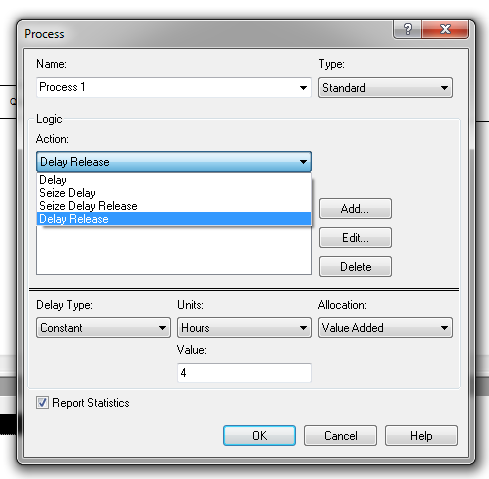 Process
Name: Type:
Process 1 Standard
Logic
Action:
Delay Release
Delay
Seize Delay
Seize Delay Release
Delay Release
Add...
Edit...
Delete
Delay Type: Units: Allocation:
Constant Hours Value Added
Value:
4
Report Statistics
OK Cancel Help